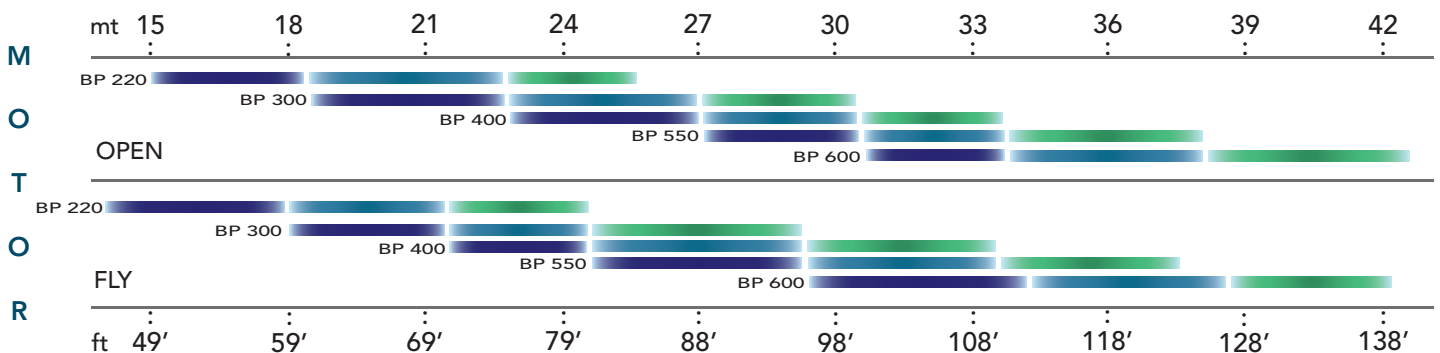 mt 15 18 21 24 27 30 33 36 39 42
MOTOR
BP 220
BP 300
BP 400
BP 550
BP 600
OPEN
BP 220
BP 300
BP 400
BP 550
BP 600
FLY
ft 49′ 59′ 69′ 79′ 88′ 98′ 108′ 118′ 128′ 138′